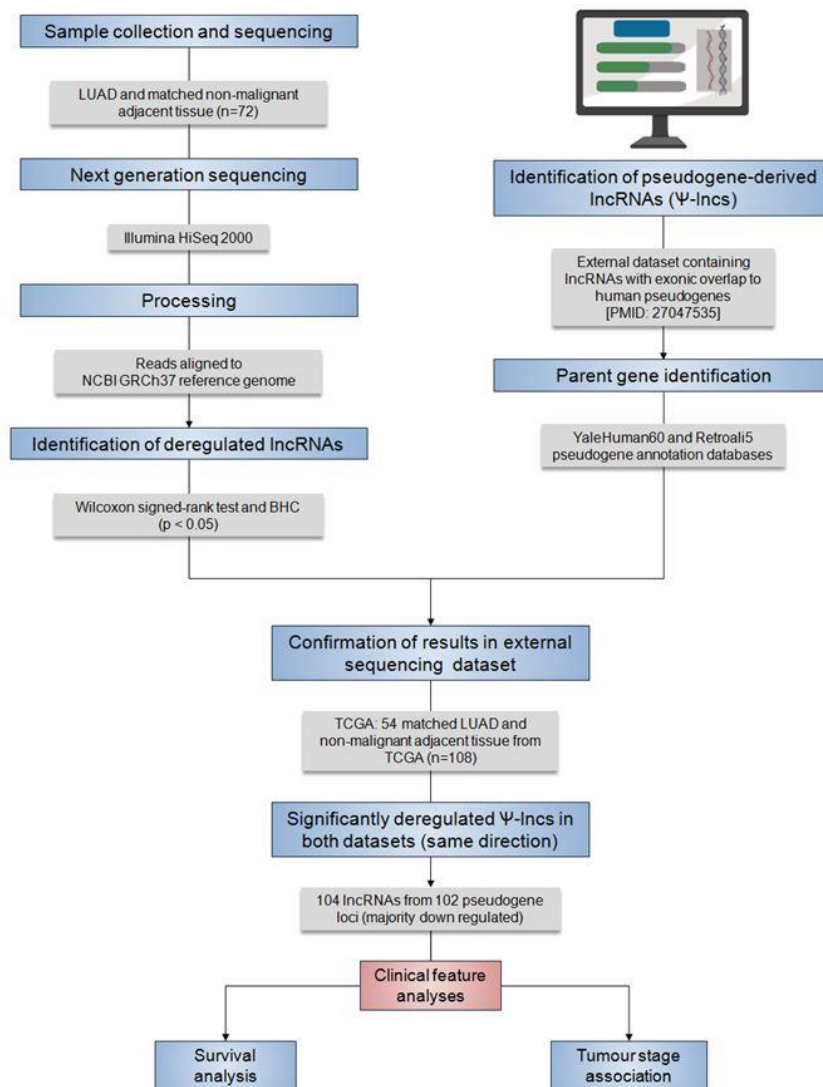 Sample collection and sequencing
LUAD and matched non-malignant
adjacent tissue (n=72)
Next generation sequencing
Illumina HiSeq 2000
Processing
Reads aligned to
NCBI GRCh37 reference genome
Identification of deregulated lncRNAs
Wilcoxon signed-rank test and BHC
(p < 0.05)
Identification of pseudogene-derived
lncRNAs (Ψ-lncs)
External dataset containing
lncRNAs with exonic overlap to
human pseudogenes
[PMID: 27047535]
Parent gene identification
YaleHuman60 and Retroali5
pseudogene annotation databases
Confirmation of results in external
sequencing dataset
TCGA: 54 matched LUAD and
non-malignant adjacent tissue from
TCGA (n=108)
Significantly deregulated Ψ-lncs in
both datasets (same direction)
104 lncRNAs from 102 pseudogene
loci (majority down regulated)
Clinical feature
analyses
Survival
analysis
Tumour stage
association